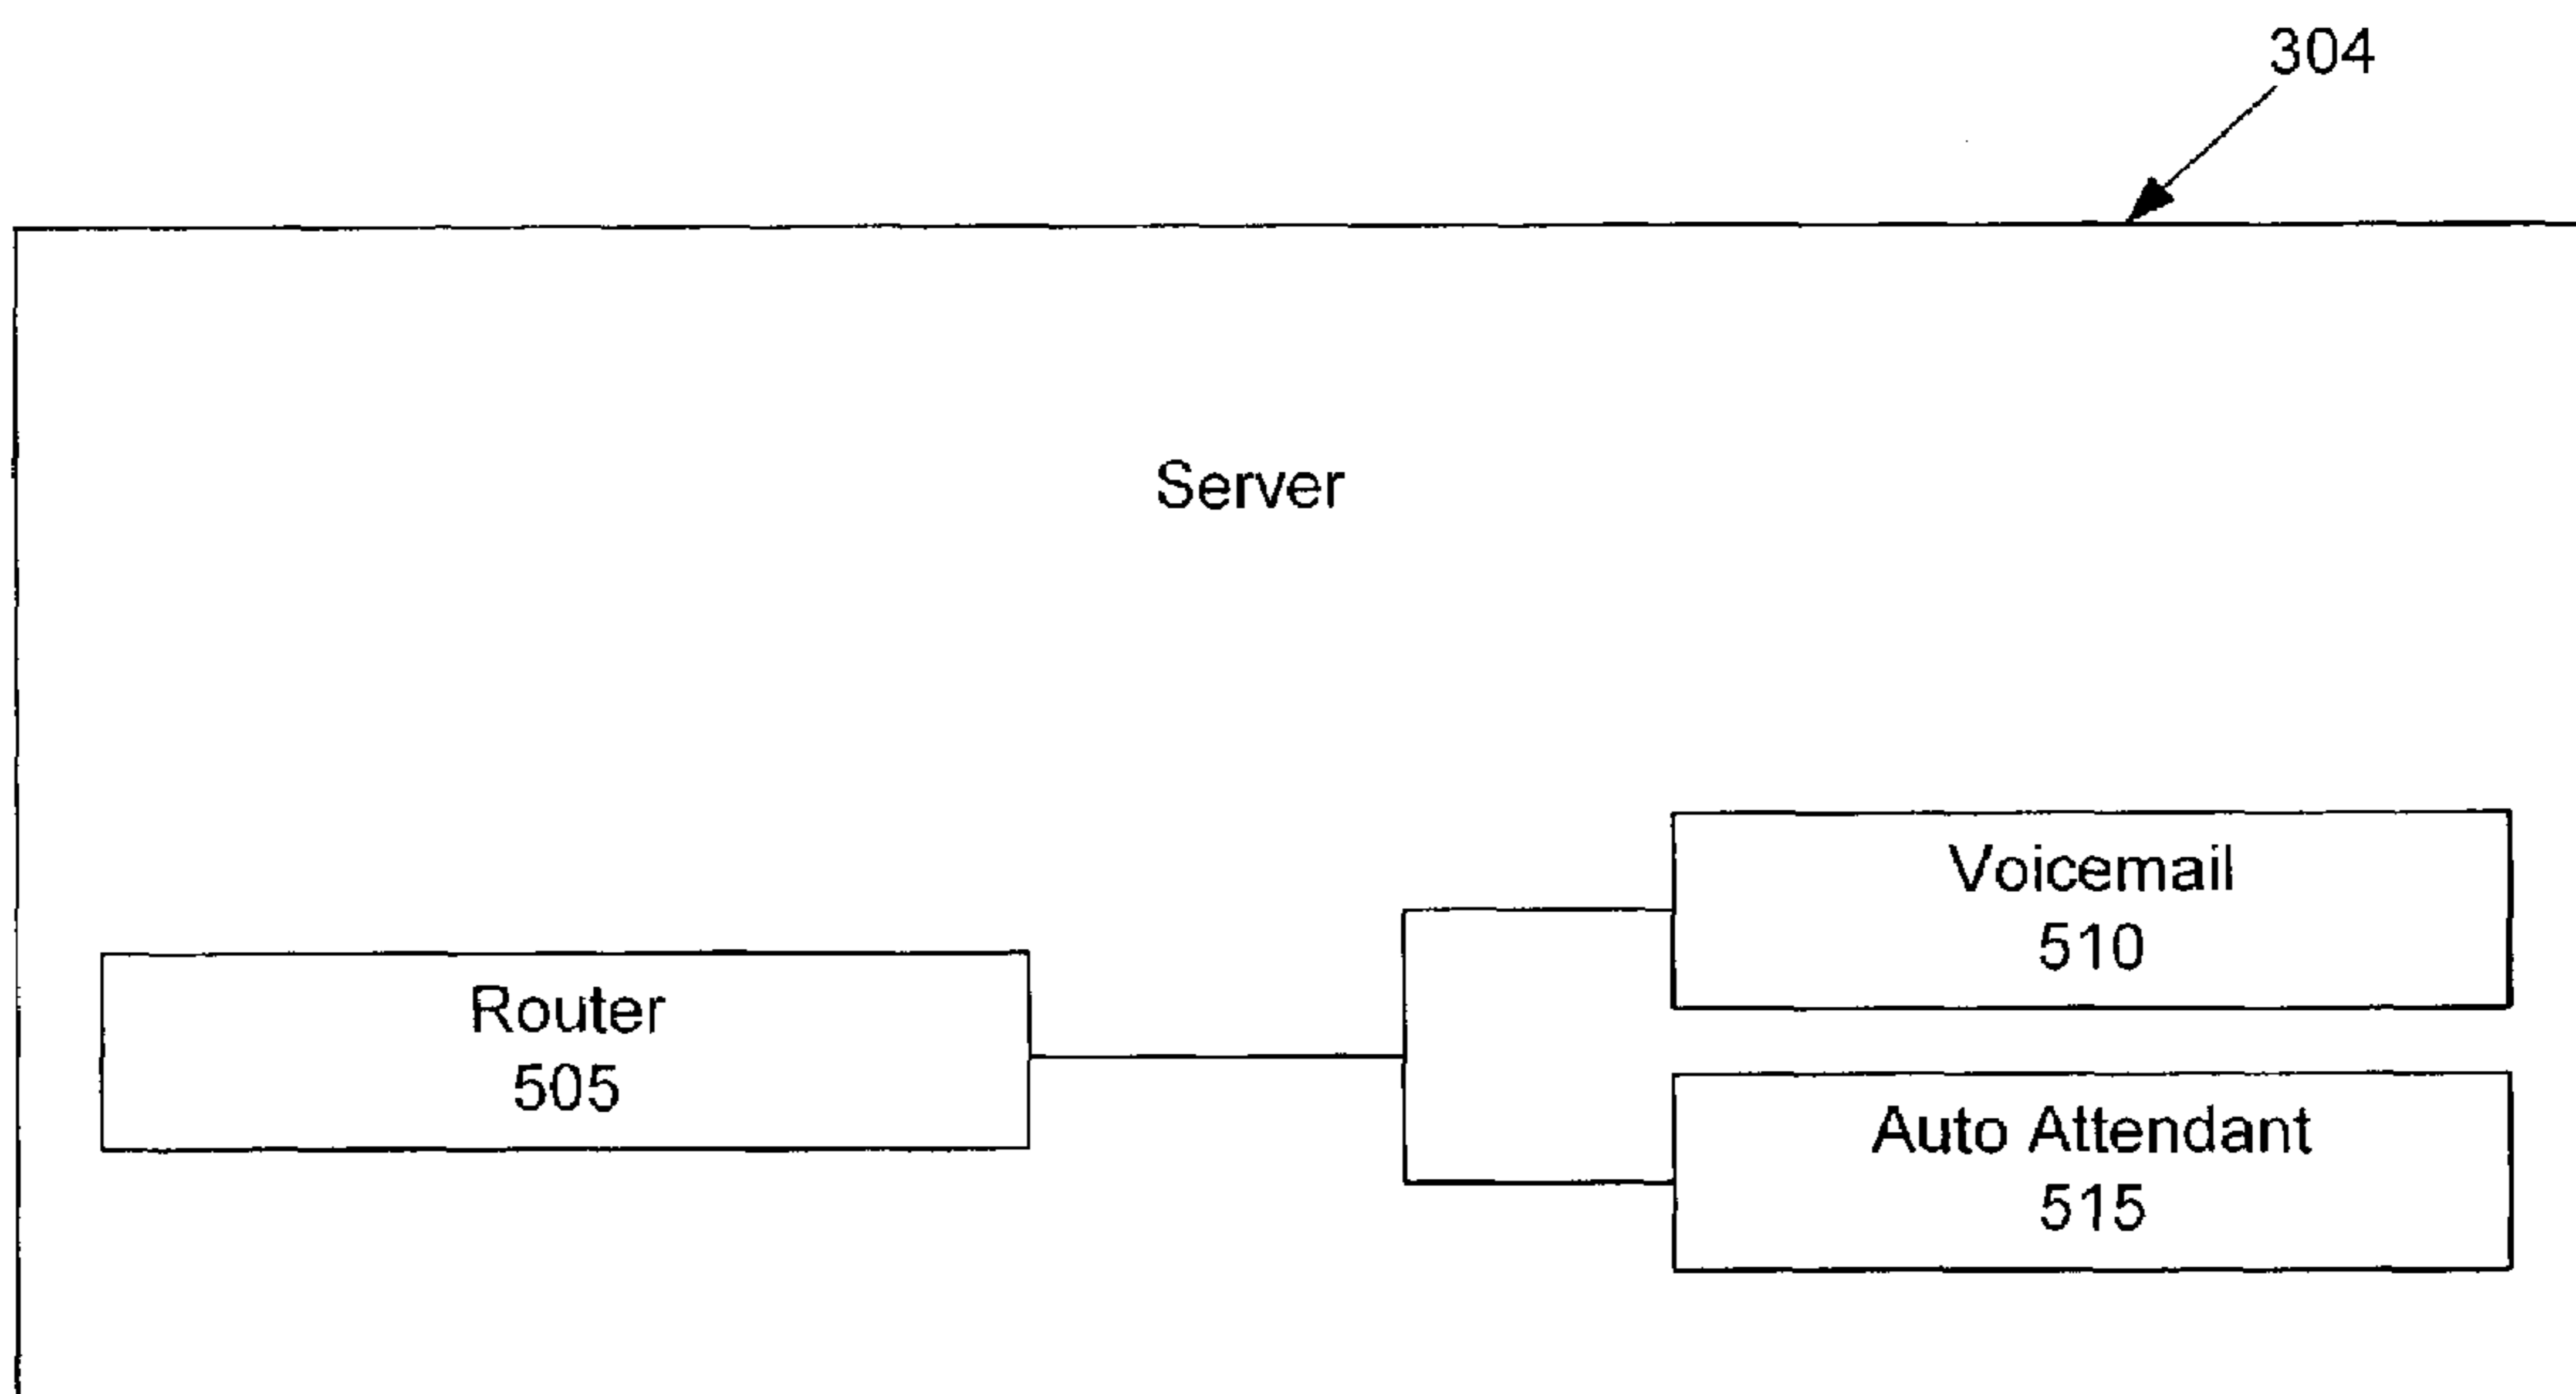 304
Server
Voicemail
510
Router
505
Auto Attendant
515